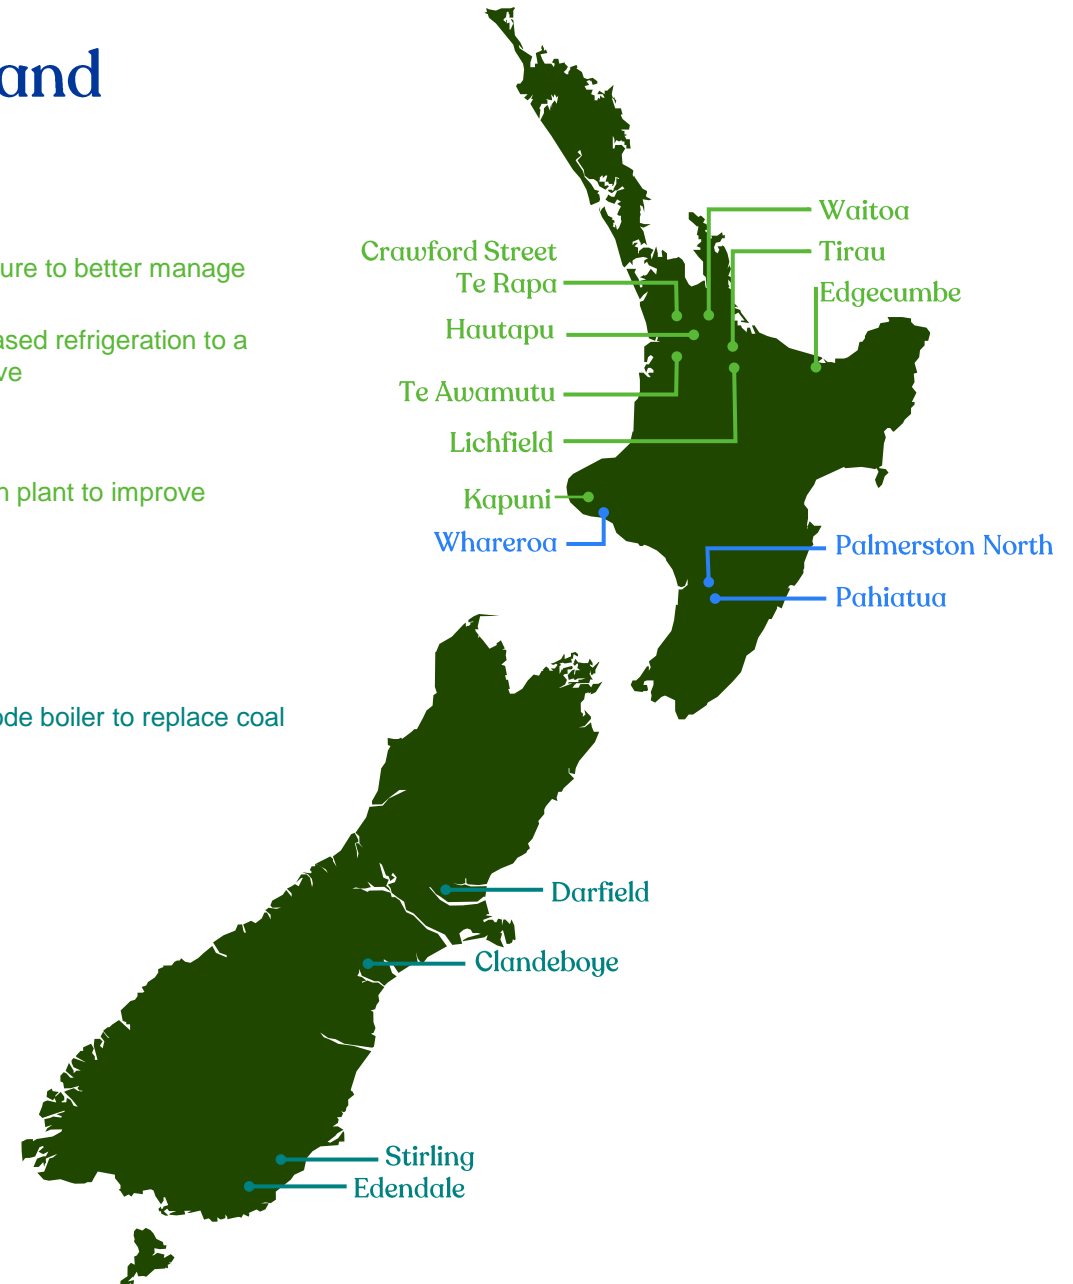 and
ure to better manage
ased refrigeration to a
ve
n plant to improve
ode boiler to replace coal
Waitoa
Crawford Street
Tirau
Te Rapa
Edgecumbe
Hautapu
Te Awamutu
Lichfield
Kapuni
Whareroa
Palmerston North
Pahiatua
Darfield
Clandeboye
Stirling
Edendale